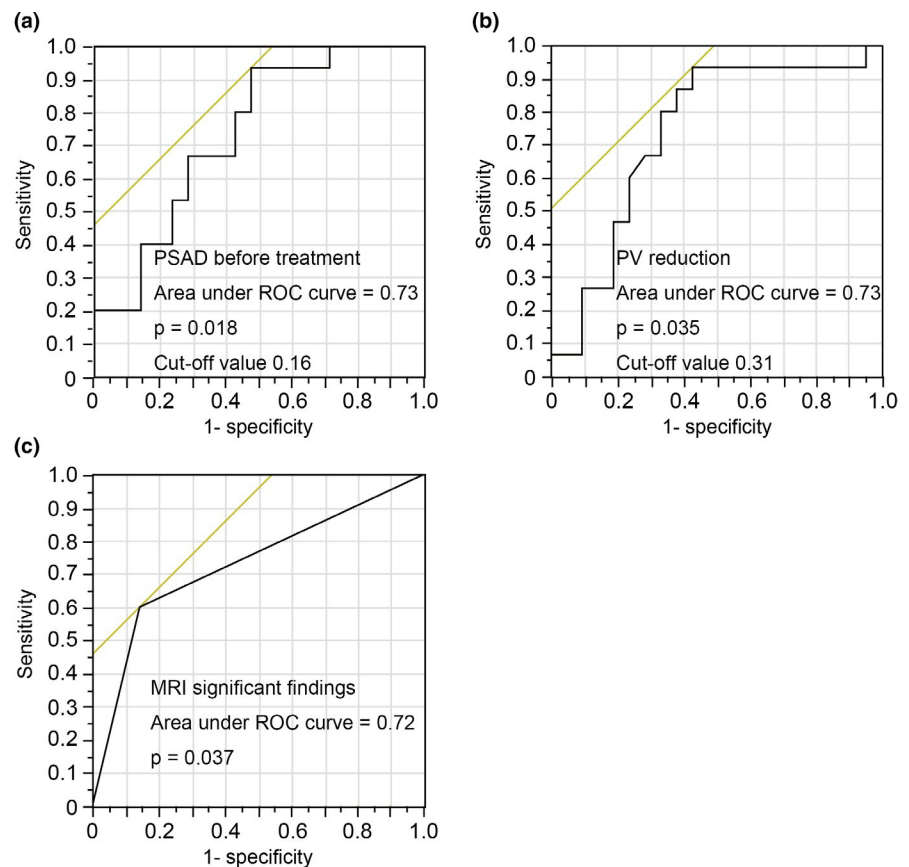 (a)
1.0
0.9
0.8
0.7
0.6
0.5
0.4
0.3
0.2
0.1
0
Sensitivity
PSAD before treatment
Area under ROC curve = 0.73
p = 0.018
Cut-off value 0.16
0 0.2 0.4 0.6 0.8 1.0
1- specificity
(b)
1.0
0.9
0.8
0.7
0.6
0.5
0.4
0.3
0.2
0.1
0
Sensitivity
PV reduction
Area under ROC curve = 0.73
p = 0.035
Cut-off value 0.31
0 0.2 0.4 0.6 0.8 1.0
1- specificity
(c)
1.0
0.9
0.8
0.7
0.6
0.5
0.4
0.3
0.2
0.1
0
Sensitivity
MRI significant findings
Area under ROC curve = 0.72
p = 0.037
0 0.2 0.4 0.6 0.8 1.0
1- specificity